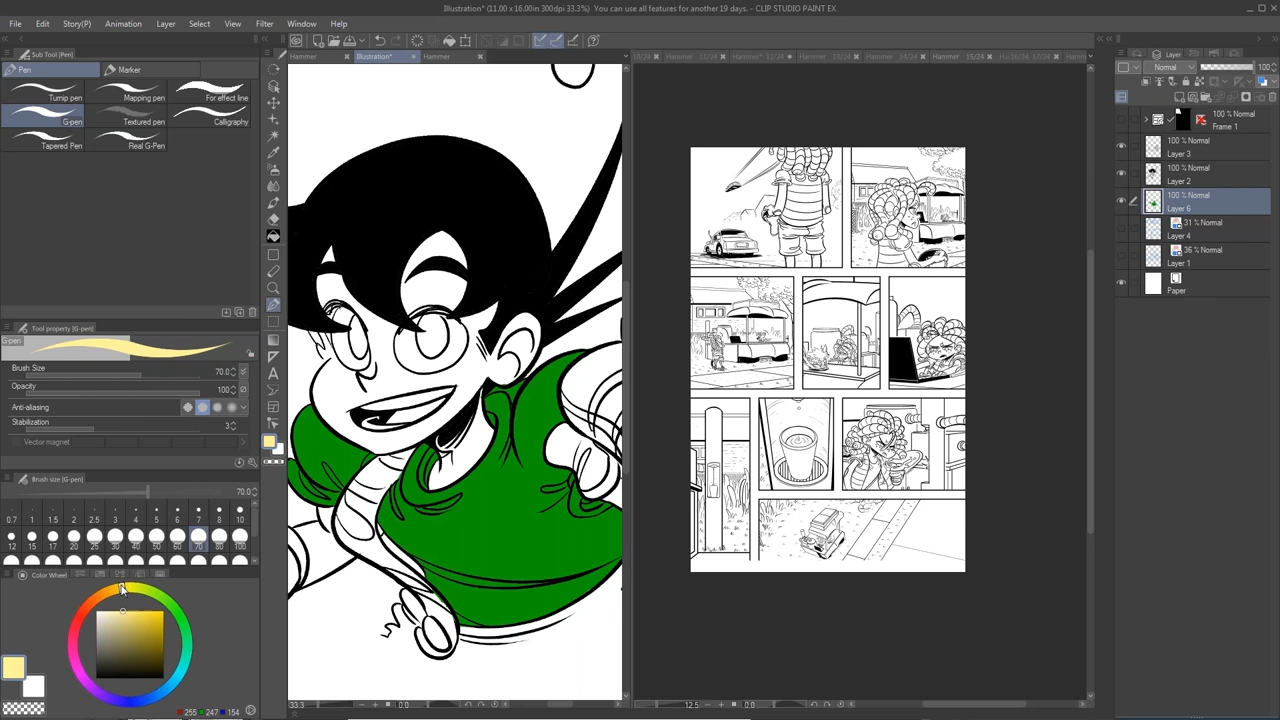 Illustration* (11.00 x 16.00in 300dpi 33.3%) You can use all features for another 19 days. - CLIP STUDIO PAINT EX
File Edit Story(P) Animation Layer Select View Filter Window Help
Sub Tool [Pen]
Pen Marker
Turnip pen Mapping pen For effect line
G-pen Textured pen Calligraphy
Tapered Pen Real G-Pen
Tool property [G-pen]
G-pen
Brush Size 70.0
Opacity 100
Anti-aliasing
Stabilization 3
Vector magnet
Brush size [G-pen]
70.0
0.7 1 1.5 2 2.5 3 4 5 6 7 8 10
12 15 17 20 25 30 40 50 60 70 80 100
Color Wheel
255 247 154
Hammer Illustration* Hammer
33.3 0.0
12.5 0.0
Layer
Normal 100
100 % Normal
Frame 1
100 % Normal
Layer 3
100 % Normal
Layer 2
100 % Normal
Layer 6
31 % Normal
Layer 4
36 % Normal
Layer 1
Paper